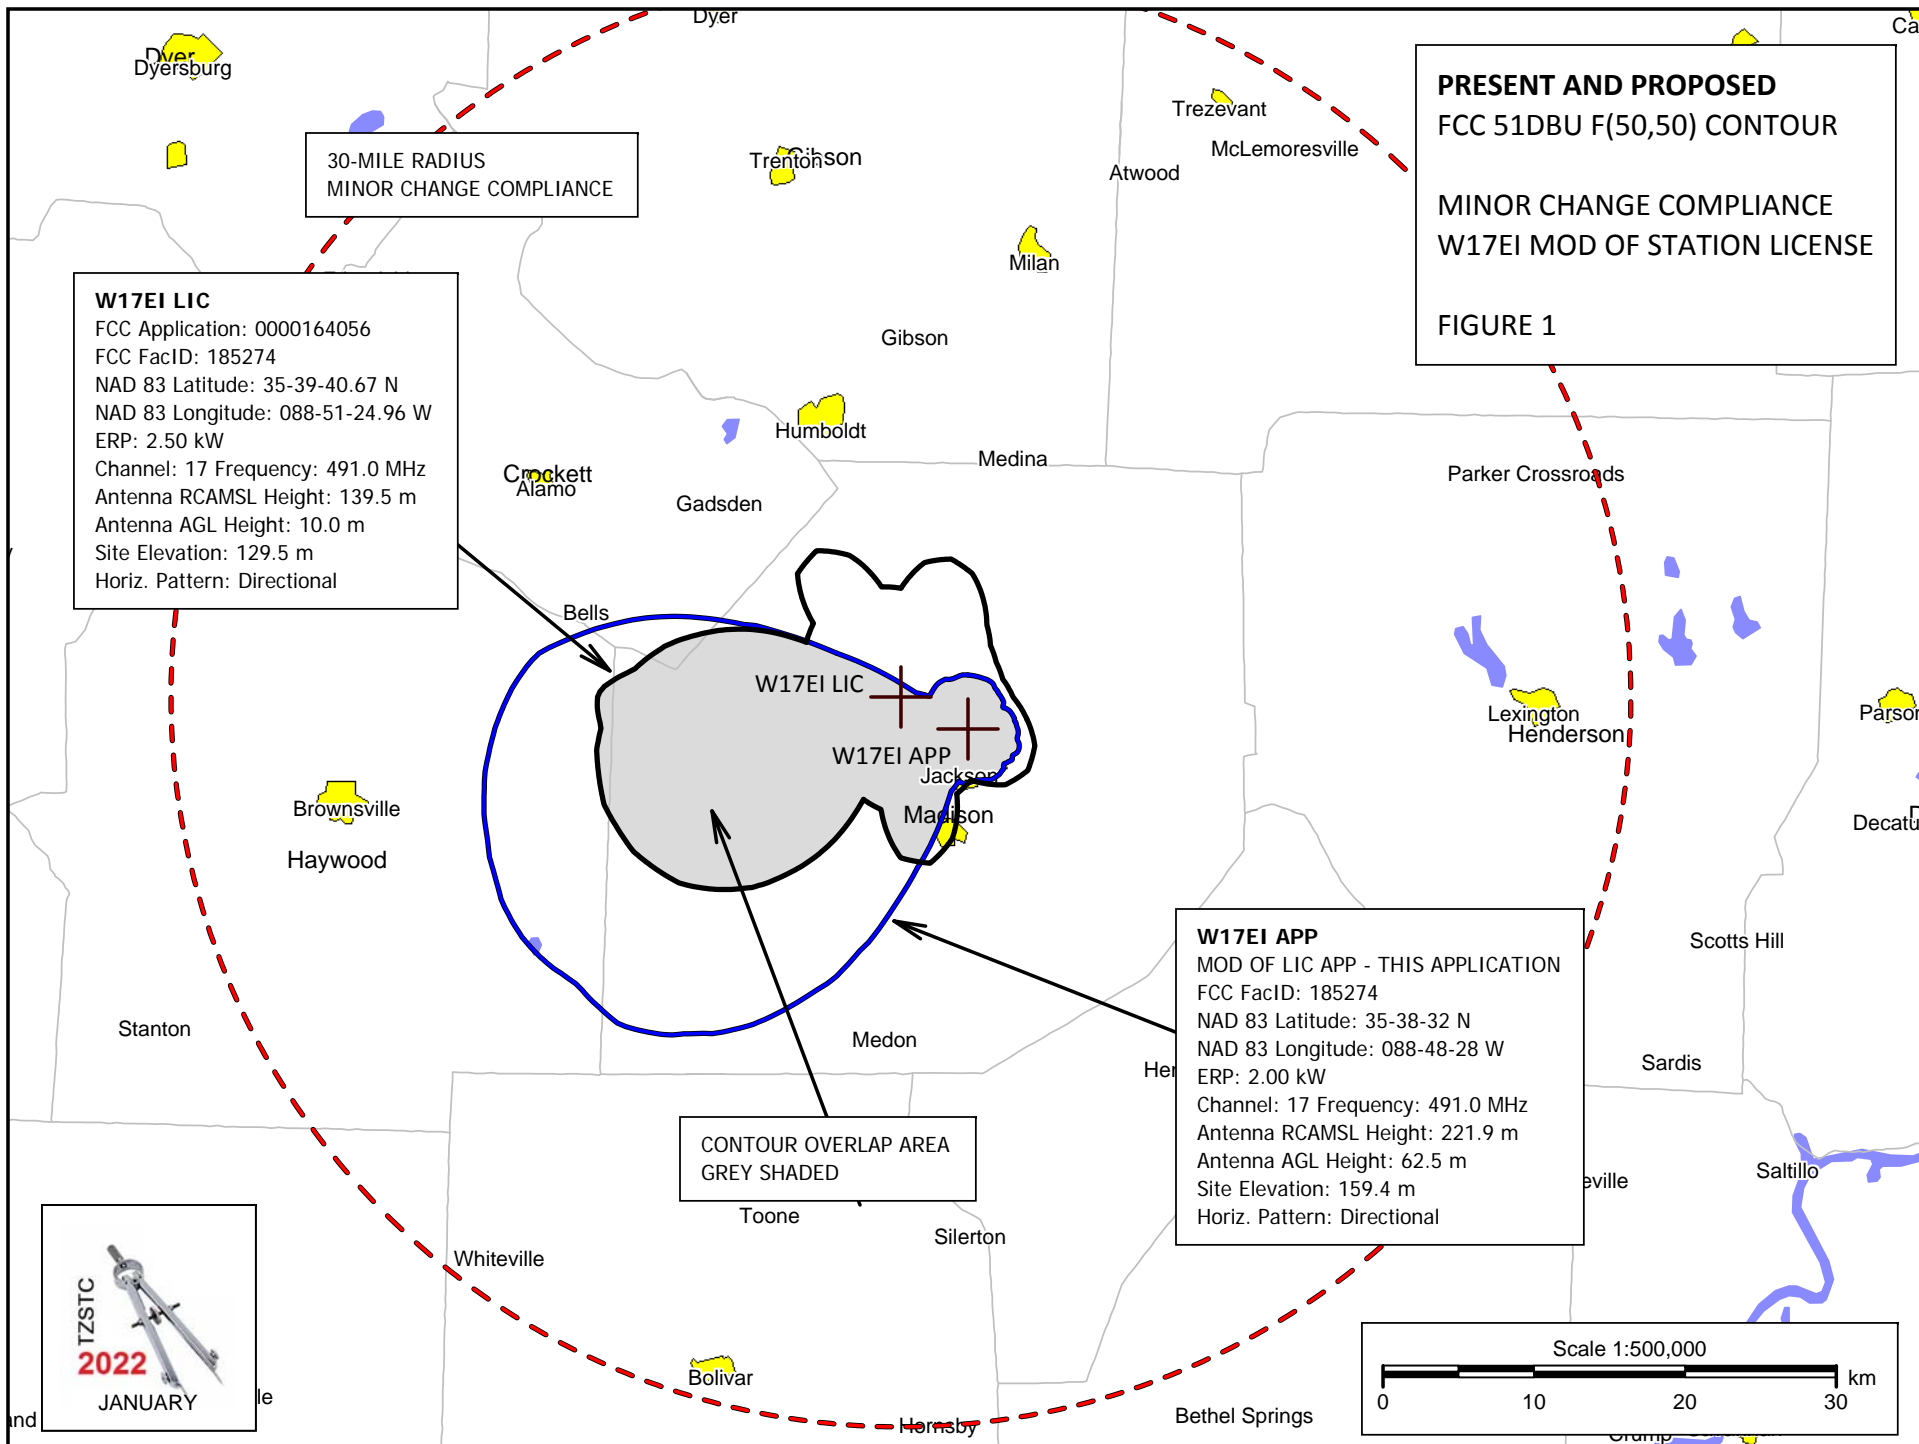 PRESENT AND PROPOSED
FCC 51DBU F(50,50) CONTOUR
MINOR CHANGE COMPLIANCE
W17EI MOD OF STATION LICENSE
FIGURE 1
30-MILE RADIUS
MINOR CHANGE COMPLIANCE
W17EI LIC
FCC Application: 0000164056
FCC FacID: 185274
NAD 83 Latitude: 35-39-40.67 N
NAD 83 Longitude: 088-51-24.96 W
ERP: 2.50 kW
Channel: 17 Frequency: 491.0 MHz
Antenna RCAMSL Height: 139.5 m
Antenna AGL Height: 10.0 m
Site Elevation: 129.5 m
Horiz. Pattern: Directional
Dyer
Dyer
Dyersburg
Trenton
Gibson
Trezevant
McLemoresville
Atwood
Milan
Gibson
Humboldt
Medina
Crockett
Alamo
Gadsden
Parker Crossroads
Bells
W17EI LIC
W17EI APP
Jackson
Madison
Lexington
Henderson
Brownsville
Haywood
Scotts Hill
Stanton
Medon
Sardis
Saltillo
Toone
Silerton
Whiteville
Bolivar
Hornsby
Bethel Springs
W17EI APP
MOD OF LIC APP - THIS APPLICATION
FCC FacID: 185274
NAD 83 Latitude: 35-38-32 N
NAD 83 Longitude: 088-48-28 W
ERP: 2.00 kW
Channel: 17 Frequency: 491.0 MHz
Antenna RCAMSL Height: 221.9 m
Antenna AGL Height: 62.5 m
Site Elevation: 159.4 m
Horiz. Pattern: Directional
CONTOUR OVERLAP AREA
GREY SHADED
TZSTC
2022
JANUARY
Scale 1:500,000
km
0 10 20 30